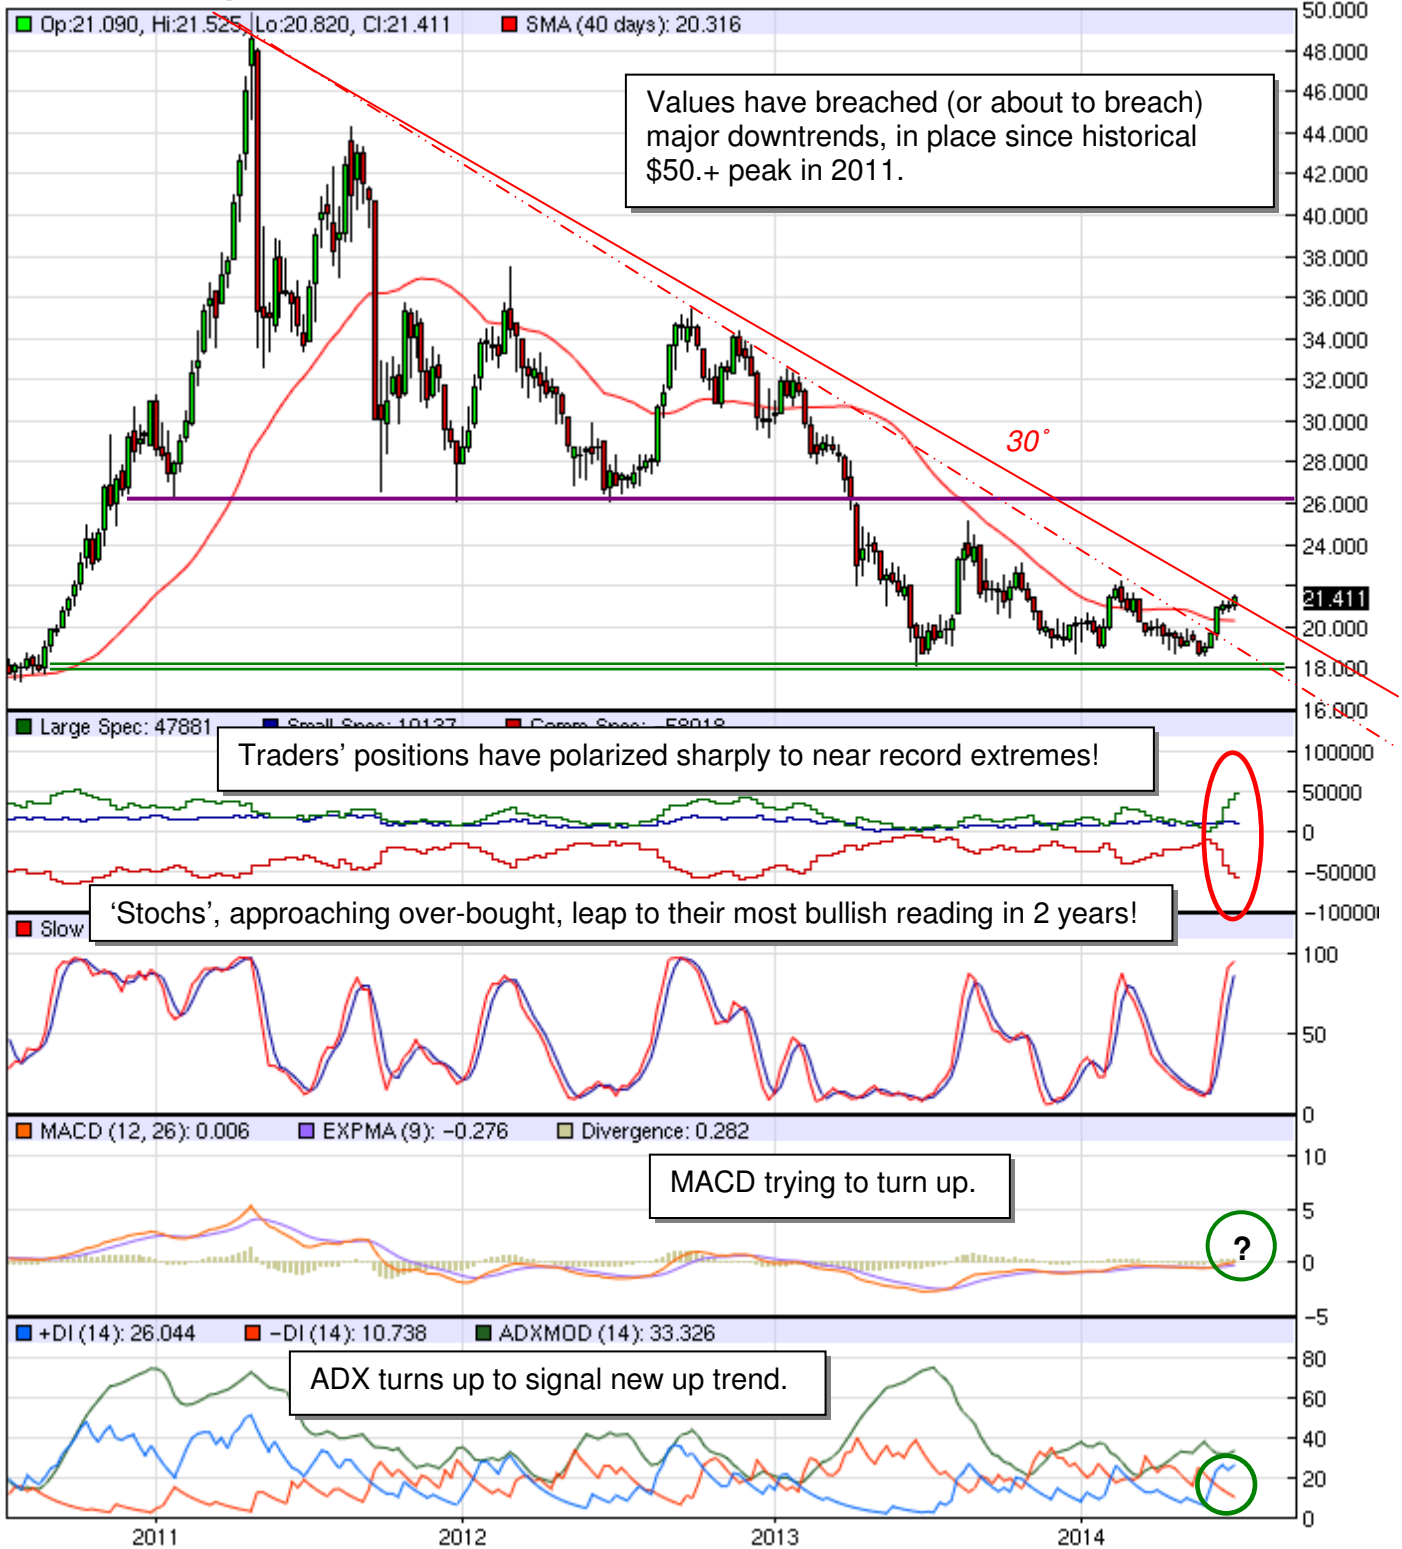 Op:21.090, Hi:21.525, Lo:20.820, Cl:21.411 SMA (40 days): 20.316
50.000
48.000
46.000
44.000
42.000
40.000
38.000
36.000
34.000
32.000
30.000
28.000
26.000
24.000
21.411
20.000
18.000
16.000
Values have breached (or about to breach)
major downtrends, in place since historical
$50.+ peak in 2011.
30°
Large Spec: 47881 Small Spec: 10137 Comm Spec: -58018
Traders' positions have polarized sharply to near record extremes!
100000
50000
0
-50000
-100000
'Stochs', approaching over-bought, leap to their most bullish reading in 2 years!
Slow
100
50
0
MACD (12, 26): 0.006 EXPMA (9): -0.276 Divergence: 0.282
MACD trying to turn up.
?
10
5
0
-5
+DI (14): 26.044 -DI (14): 10.738 ADXMOD (14): 33.326
ADX turns up to signal new up trend.
80
60
40
20
0
2011 2012 2013 2014